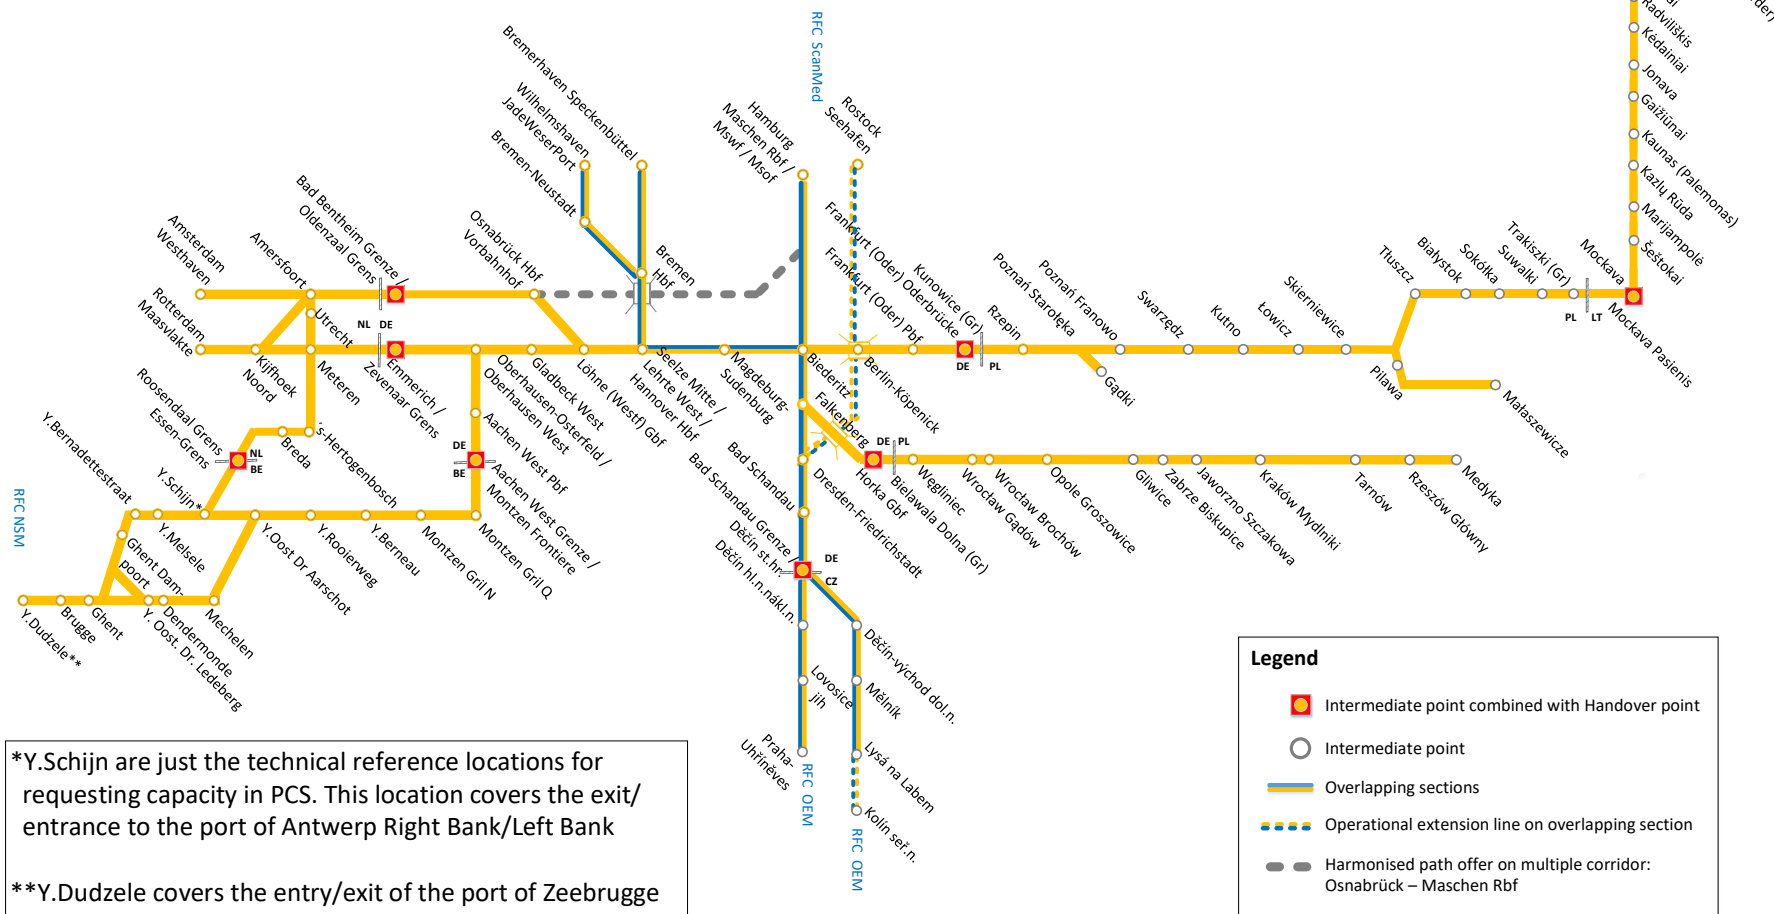 RFC ScanMed
Radviliškis
Kėdainiai
Jonava
Gaižiūnai
Kaunas (Palemonas)
Kazlų Rūda
Marijampolė
Šeštokai
Bremerhaven Speckenbüttel
Wilhelmshaven
JadeWeserPort
Bremen-Neustadt
Hamburg
Maschen Rbf /
Mswf / Msof
Rostock
Seehafen
Amsterdam
Westhaven
Amersfoort
Bad Bentheim Grenze /
Oldenzaal Grens
Osnabrück Hbf
Vorbahnhof
Bremen
Hbf
Frankfurt (Oder) Oderbrücke
Frankfurt (Oder) Pbf
Kunowice (Gr)
Rzepin
Poznań Starołęka
Poznań Franowo
Swarzędz
Kutno
Łowicz
Skierniewice
Tłuszcz
Białystok
Sokółka
Suwałki
Trakiszki (Gr)
Mockava
Mockava Pasienis
PL
LT
Rotterdam
Maasvlakte
Kijfhoek
Noord
Utrecht
Meteren
NL
DE
Emmerich /
Zevenaar Grens
Oberhausen-Osterfeld /
Oberhausen West
Gladbeck West
Löhne (Westf) Gbf
Seelze Mitte /
Lehrte West /
Hannover Hbf
Magdeburg-
Sudenburg
Biederitz
Berlin-Köpenick
DE
PL
Gądki
Pilawa
Małaszewicze
Roosendaal Grens
Essen-Grens
NL
BE
Breda
's-Hertogenbosch
DE
BE
Aachen West Pbf
Aachen West Grenze /
Montzen Frontiere
Falkenberg
DE
PL
Horka Gbf
Bielawala Dolna (Gr)
Węgliniec
Wrocław Gądów
Wrocław Brochów
Opole Groszowice
Gliwice
Zabrze Biskupice
Jaworzno Szczakowa
Kraków Mydlniki
Tarnów
Rzeszów Główny
Medyka
RFC NSM
Y.Bernadettestraat
Y.Schijn*
Y.Melsele
Y.Oost Dr Aarschot
Y.Rooierweg
Y.Berneau
Montzen Gril N
Montzen Gril Q
Bad Schandau
Dresden-Friedrichstadt
Bad Schandau Grenze /
Děčín st.hr.
DE
CZ
Děčín hl.n.nákl.n
Děčín-východ dol.n.
Ghent Dam-
poort
Y.Dudzele**
Brugge
Ghent
Y. Oost. Dr. Ledeberg
Dendermonde
Mechelen
Lovosice
jih
Mělník
Praha-
Uhříněves
Lysá na Labem
Kolín seř.n.
RFC OEM
RFC OEM
*Y.Schijn are just the technical reference locations for
requesting capacity in PCS. This location covers the exit/
entrance to the port of Antwerp Right Bank/Left Bank
**Y.Dudzele covers the entry/exit of the port of Zeebrugge
Legend
Intermediate point combined with Handover point
Intermediate point
Overlapping sections
Operational extension line on overlapping section
Harmonised path offer on multiple corridor:
Osnabrück – Maschen Rbf